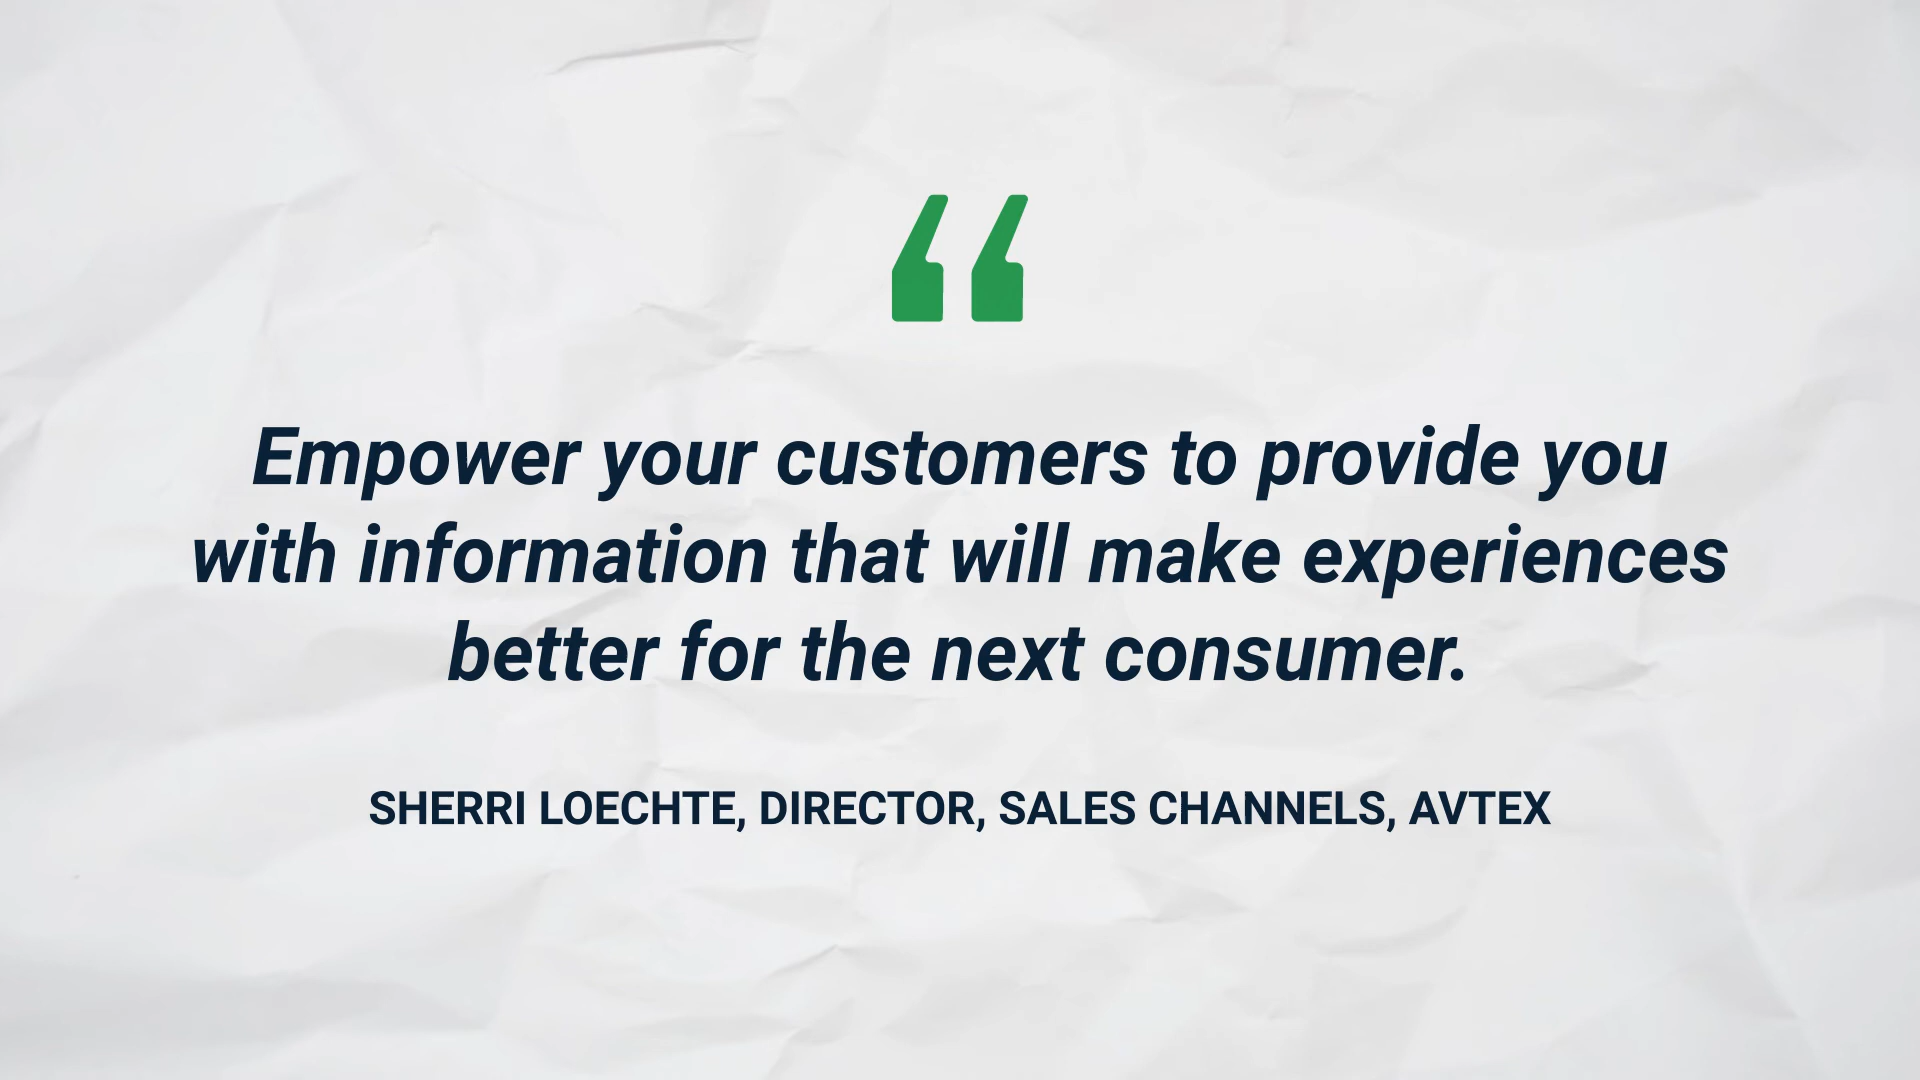 “
Empower your customers to provide you
with information that will make experiences
better for the next consumer.
SHERRI LOECHTE, DIRECTOR, SALES CHANNELS, AVTEX